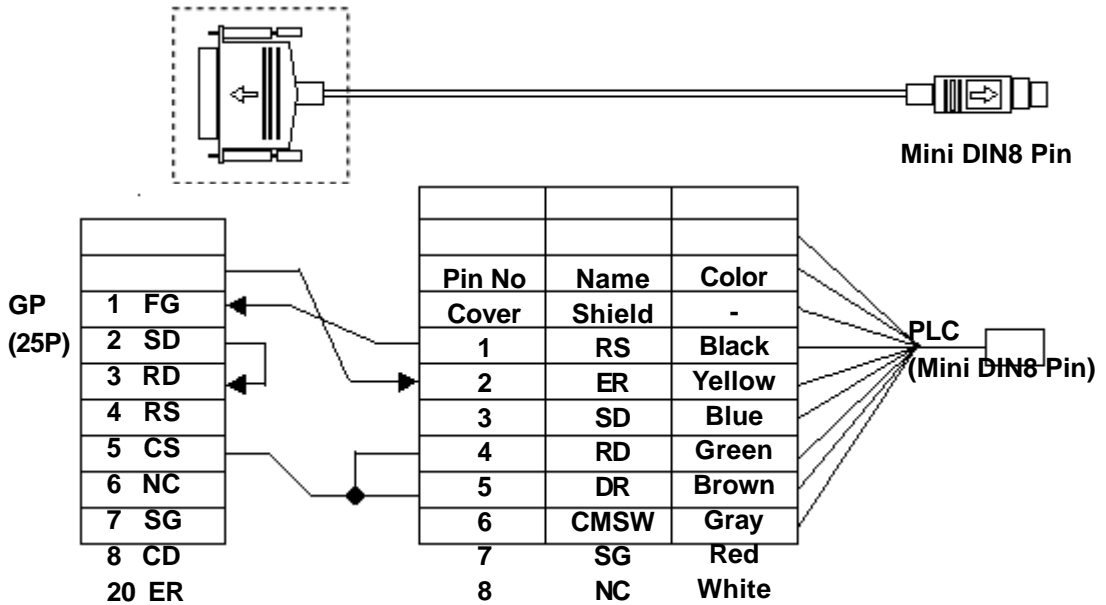 Mini DIN8 Pin
GP
(25P)
1 FG
2 SD
3 RD
4 RS
5 CS
6 NC
7 SG
8 CD
20 ER
Pin No Name Color
Cover Shield -
1 RS Black
2 ER Yellow
3 SD Blue
4 RD Green
5 DR Brown
6 CMSW Gray
7 SG Red
8 NC White
PLC
(Mini DIN8 Pin)